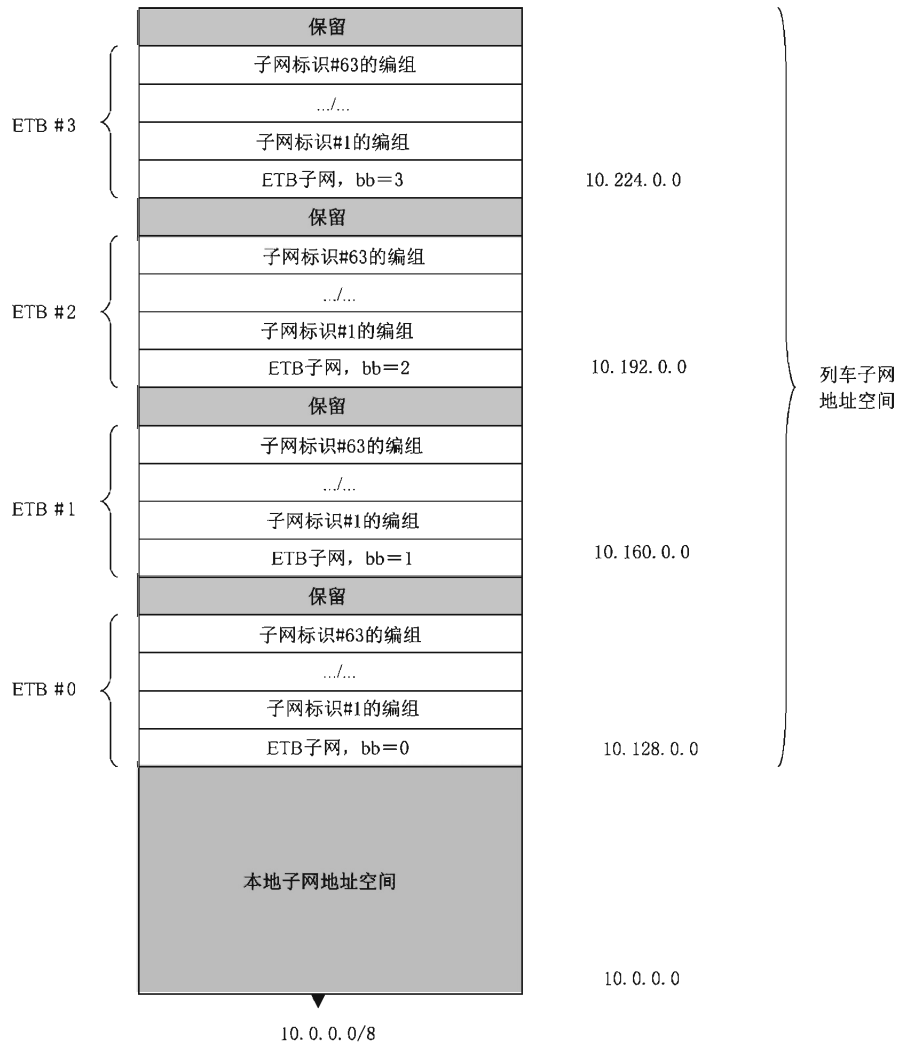 保留
子网标识#63的编组
.../...
ETB #3
子网标识#1的编组
ETB子网，bb=3
10.224.0.0
保留
子网标识#63的编组
.../...
ETB #2
子网标识#1的编组
ETB子网，bb=2
10.192.0.0
列车子网
地址空间
保留
子网标识#63的编组
.../...
ETB #1
子网标识#1的编组
ETB子网，bb=1
10.160.0.0
保留
子网标识#63的编组
.../...
ETB #0
子网标识#1的编组
ETB子网，bb=0
10.128.0.0
本地子网地址空间
10.0.0.0
10.0.0.0/8